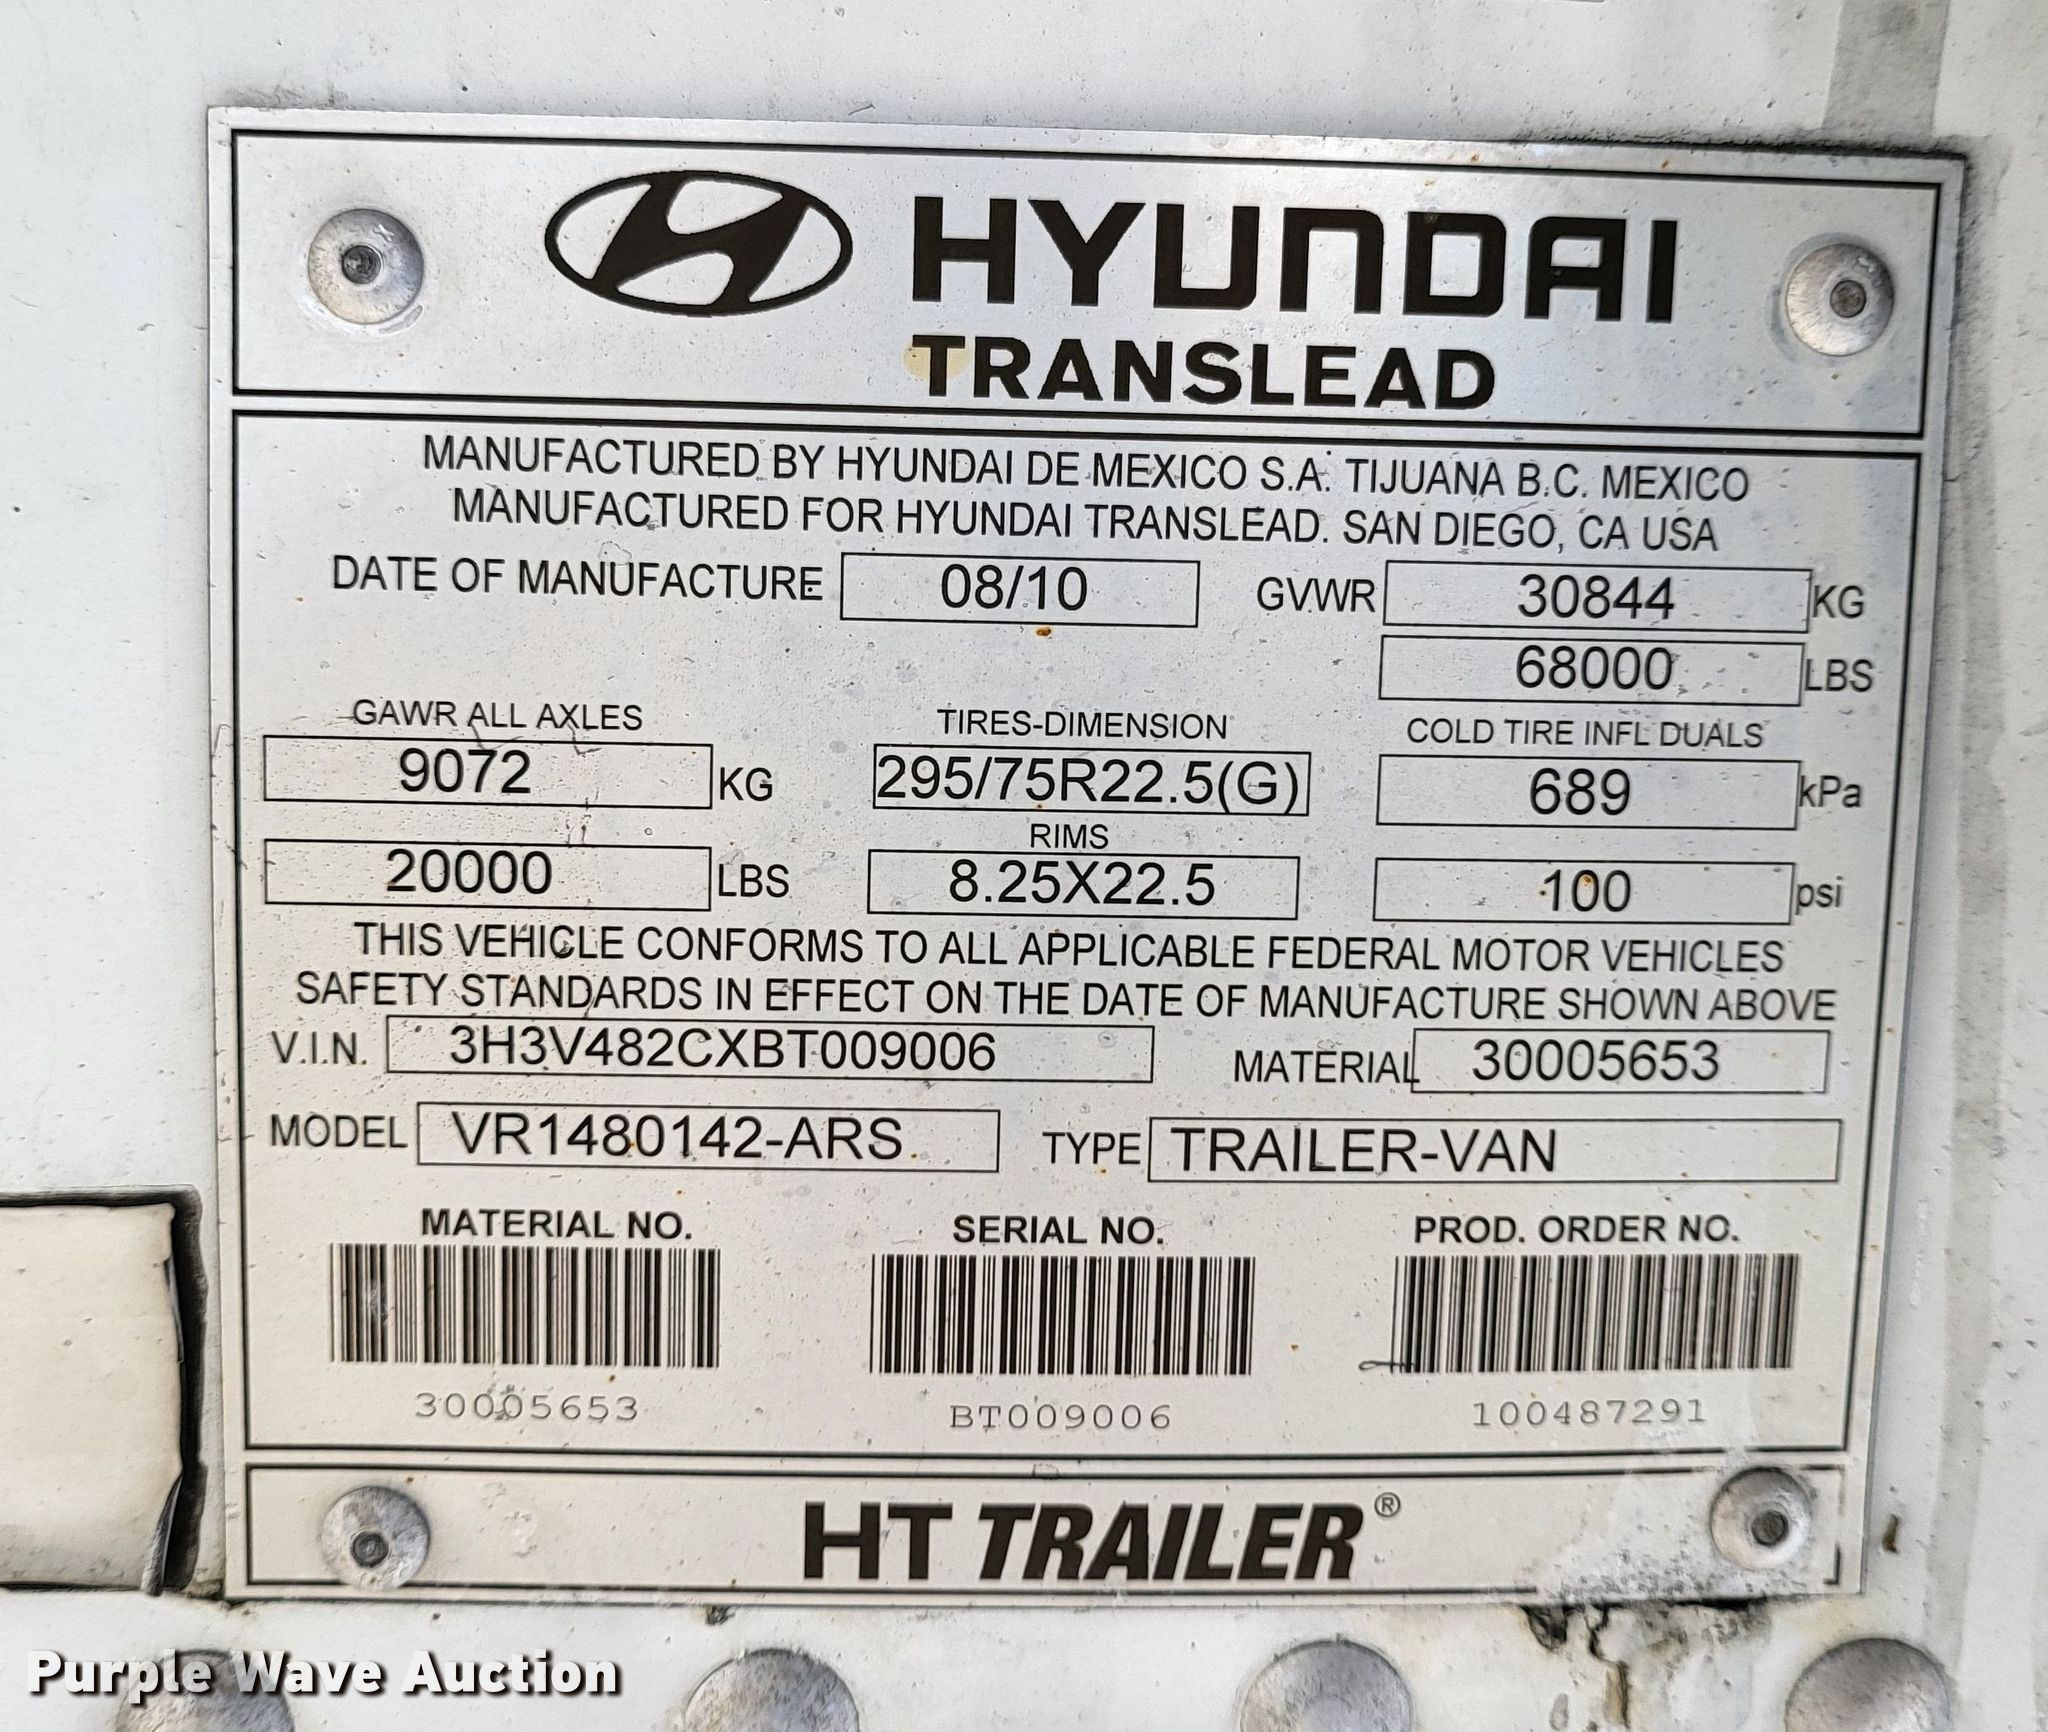 HYUNDAI
TRANSLEAD
MANUFACTURED BY HYUNDAI DE MEXICO S.A. TIJUANA B.C. MEXICO
MANUFACTURED FOR HYUNDAI TRANSLEAD. SAN DIEGO, CA USA
DATE OF MANUFACTURE 08/10 GVWR 30844 KG
68000 LBS
GAWR ALL AXLES TIRES-DIMENSION COLD TIRE INFL DUALS
9072 KG 295/75R22.5(G) 689 kPa
RIMS
20000 LBS 8.25X22.5 100 psi
THIS VEHICLE CONFORMS TO ALL APPLICABLE FEDERAL MOTOR VEHICLES
SAFETY STANDARDS IN EFFECT ON THE DATE OF MANUFACTURE SHOWN ABOVE
V.I.N. 3H3V482CXBT009006 MATERIAL 30005653
MODEL VR1480142-ARS TYPE TRAILER-VAN
MATERIAL NO. SERIAL NO. PROD. ORDER NO.
30005653 BT009006 100487291
HT TRAILER®
Purple Wave Auction